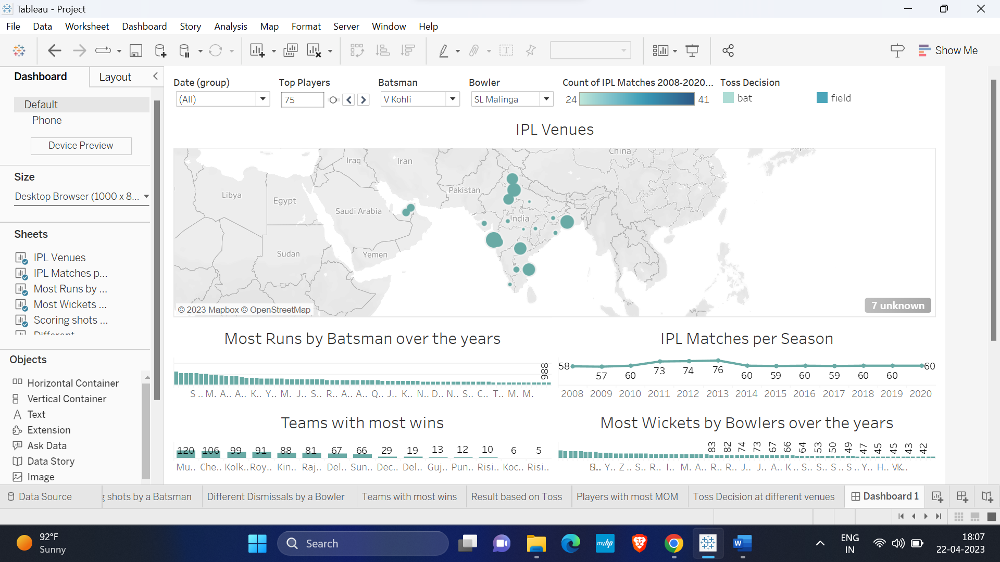 Tableau - Project
File Data Worksheet Dashboard Story Analysis Map Format Server Window Help
Show Me
Dashboard Layout
Default
Phone
Device Preview
Size
Desktop Browser (1000 x 8...
Sheets
IPL Venues
IPL Matches p...
Most Runs by ...
Most Wickets ...
Scoring shots ...
Different
Objects
Horizontal Container
Vertical Container
Text
Extension
Ask Data
Data Story
Image
Date (group) Top Players Batsman Bowler Count of IPL Matches 2008-2020... Toss Decision
(All) 75 V Kohli SL Malinga 24 41 bat field
IPL Venues
China
Iraq Iran
Pakistan
Libya Egypt
Saudi Arabia
India
Sudan Yemen
© 2023 Mapbox © OpenStreetMap
7 unknown
Most Runs by Batsman over the years
988
S .. M. A.. A.. K.. Y.. M. J.. S.. R.. A.. A.. Q.. J.. K.. N.. D.. N.. S.. C.. T.. M. M.
IPL Matches per Season
58 57 60 73 74 76 60 59 60 59 60 60 60
2008 2009 2010 2011 2012 2013 2014 2015 2016 2017 2018 2019 2020
Teams with most wins
120 106 99 91 88 81 67 66 29 19 13 12 10 6 5
Mu.. Che.. Kolk.. Roy.. Kin.. Raj.. Del.. Sun.. Dec.. Del.. Guj.. Pun.. Risi.. Koc.. Risi..
Most Wickets by Bowlers over the years
83 82 74 73 67 66 64 53 50 49 47 45 45 43 42
Y.. Z .. S.. R.. I.. M. A.. R.. R.. J.. J.. A.. K .. S.. S.. S .. S .. Y.. H..
Data Source shots by a Batsman Different Dismissals by a Bowler Teams with most wins Result based on Toss Players with most MOM Toss Decision at different venues Dashboard 1
92°F
Sunny
Search
myhp
W
ENG
IN
18:07
22-04-2023